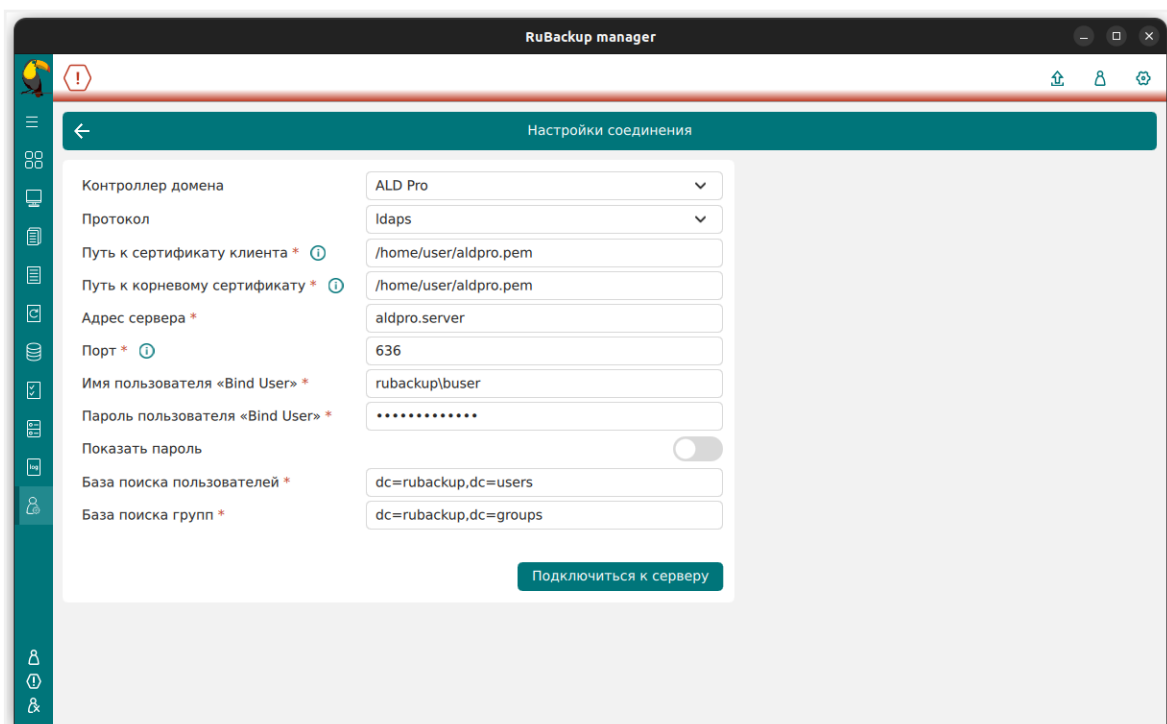 RuBackup manager
Настройки соединения
Контроллер домена ALD Pro
Протокол ldaps
Путь к сертификату клиента * /home/user/aldpro.pem
Путь к корневому сертификату * /home/user/aldpro.pem
Адрес сервера * aldpro.server
Порт * 636
Имя пользователя «Bind User» * rubackup\buser
Пароль пользователя «Bind User» * •••••••••••••
Показать пароль
База поиска пользователей * dc=rubackup,dc=users
База поиска групп * dc=rubackup,dc=groups
Подключиться к серверу
log